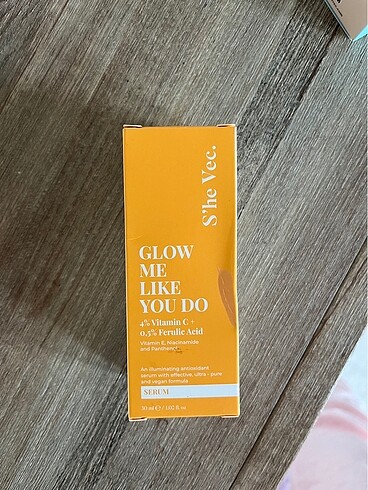 S'he Vec.
GLOW
ME
LIKE
YOU DO
4% Vitamin C +
0.5% Ferulic Acid
Vitamin E, Niacinamide
and Panthenol
An illuminating antioxidant
serum with effective, ultra - pure
and vegan formula
SERUM
30 ml ℮ / 1.02 fl. oz